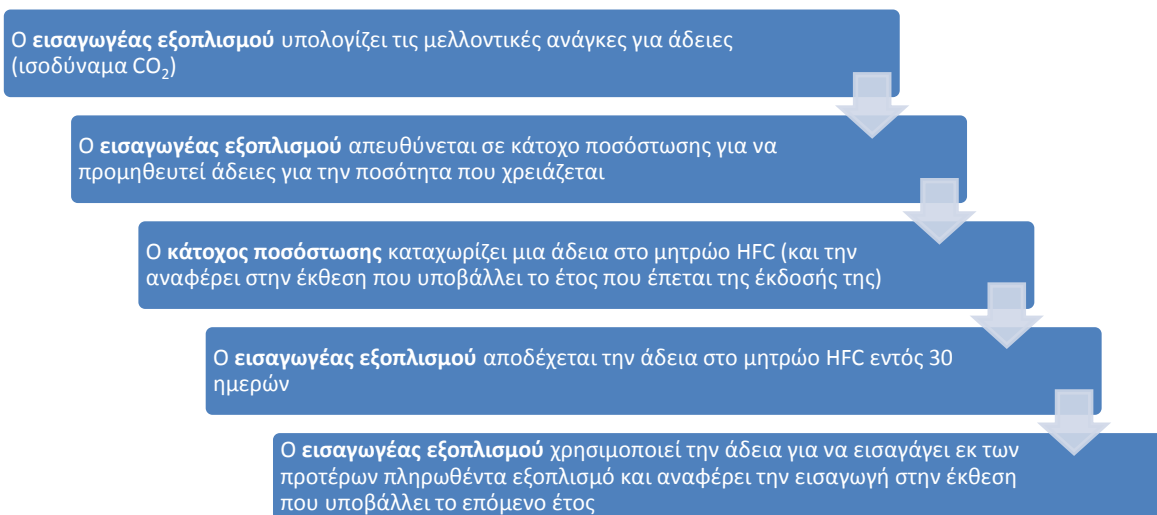 Ο εισαγωγέας εξοπλισμού υπολογίζει τις μελλοντικές ανάγκες για άδειες
(ισοδύναμα CO₂)
Ο εισαγωγέας εξοπλισμού απευθύνεται σε κάτοχο ποσόστωσης για να
προμηθευτεί άδειες για την ποσότητα που χρειάζεται
Ο κάτοχος ποσόστωσης καταχωρίζει μια άδεια στο μητρώο HFC (και την
αναφέρει στην έκθεση που υποβάλλει το έτος που έπεται της έκδοσής της)
Ο εισαγωγέας εξοπλισμού αποδέχεται την άδεια στο μητρώο HFC εντός 30
ημερών
Ο εισαγωγέας εξοπλισμού χρησιμοποιεί την άδεια για να εισαγάγει εκ των
προτέρων πληρωθέντα εξοπλισμό και αναφέρει την εισαγωγή στην έκθεση
που υποβάλλει το επόμενο έτος